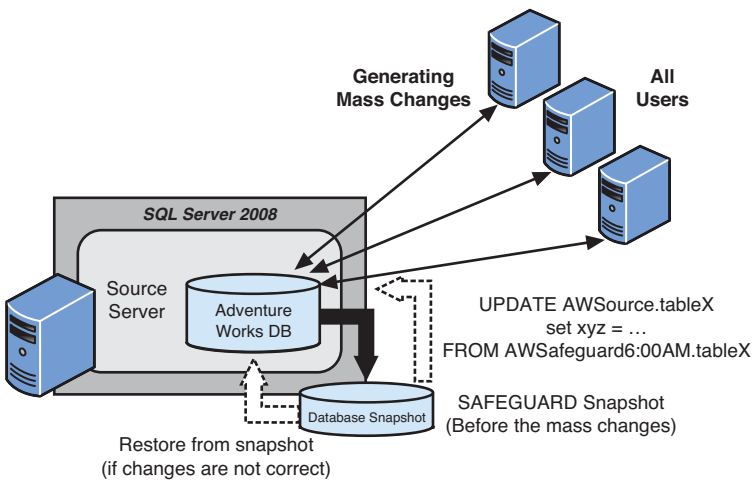 Generating
Mass Changes
All
Users
SQL Server 2008
Source
Server
Adventure
Works DB
UPDATE AWSource.tableX
set xyz = …
FROM AWSafeguard6:00AM.tableX
Database Snapshot
SAFEGUARD Snapshot
(Before the mass changes)
Restore from snapshot
(if changes are not correct)